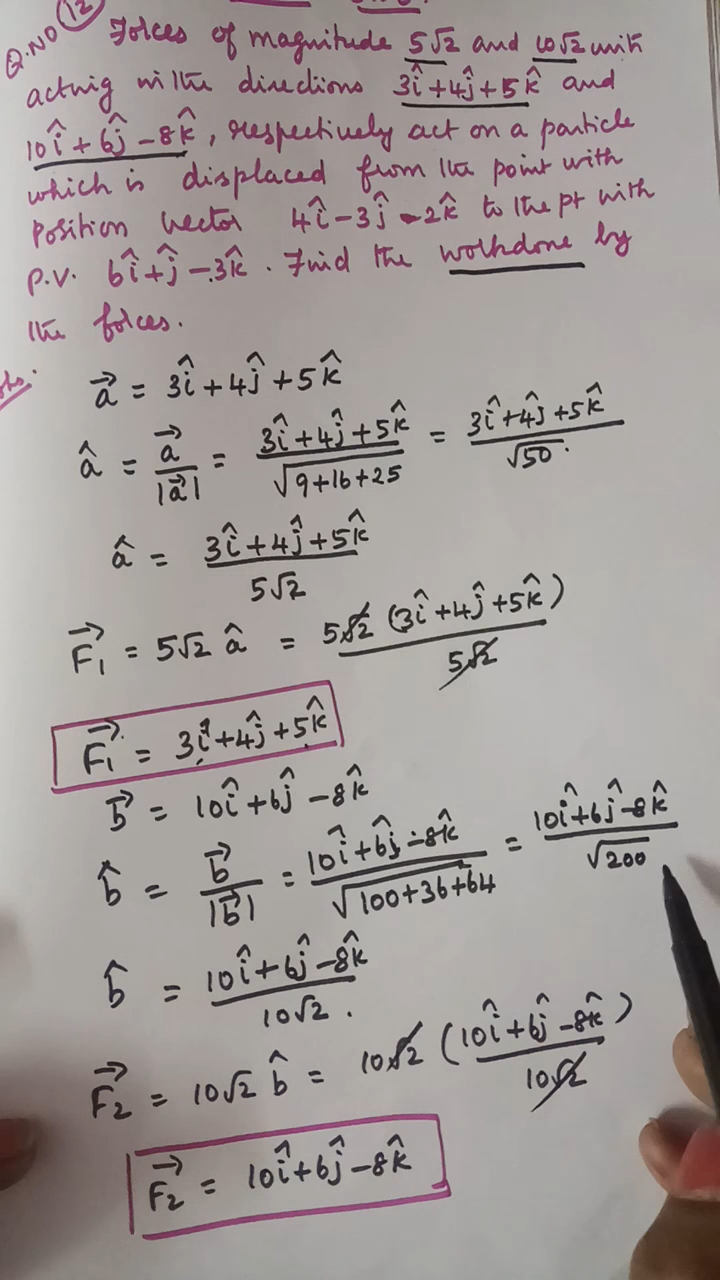 Q.NO 12 Forces of magnitude 5√2 and 10√2 units
acting in the directions 3î+4ĵ+5k̂ and
10î+6ĵ-8k̂, respectively act on a particle
which is displaced from the point with
Position vector 4î-3ĵ-2k̂ to the pt with
P.V. 6î+ĵ-3k̂. Find the workdone by
the forces.
Soln.
a⃗ = 3î+4ĵ+5k̂
â = a⃗/|a⃗| = (3î+4ĵ+5k̂)/√(9+16+25) = (3î+4ĵ+5k̂)/√50.
â = (3î+4ĵ+5k̂)/5√2
F⃗₁ = 5√2 â = 5√2 (3î+4ĵ+5k̂)/5√2
F⃗₁ = 3î+4ĵ+5k̂
b⃗ = 10î+6ĵ-8k̂
b̂ = b⃗/|b⃗| = (10î+6ĵ-8k̂)/√(100+36+64) = (10î+6ĵ-8k̂)/√200
b̂ = (10î+6ĵ-8k̂)/10√2.
F⃗₂ = 10√2 b̂ = 10√2 (10î+6ĵ-8k̂)/10√2
F⃗₂ = 10î+6ĵ-8k̂